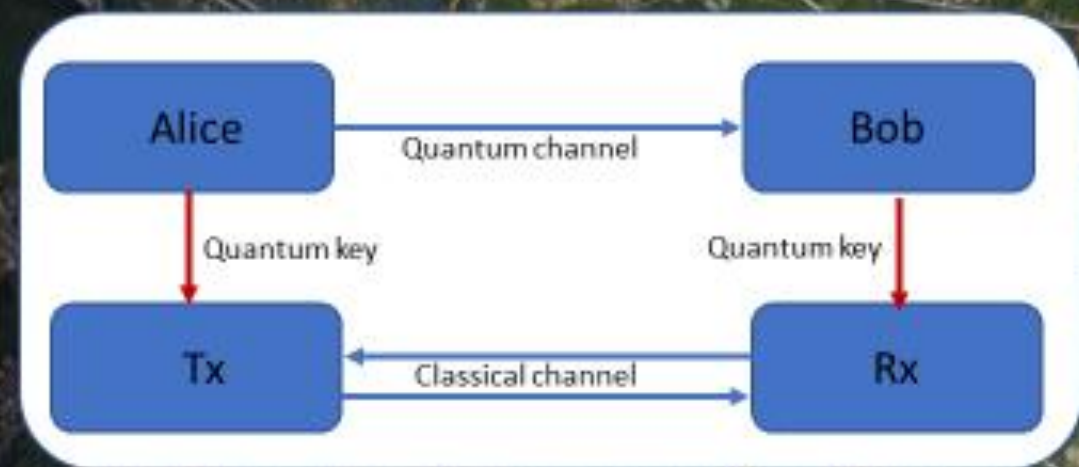 Alice
Bob
Quantum channel
Quantum key
Quantum key
Tx
Classical channel
Rx